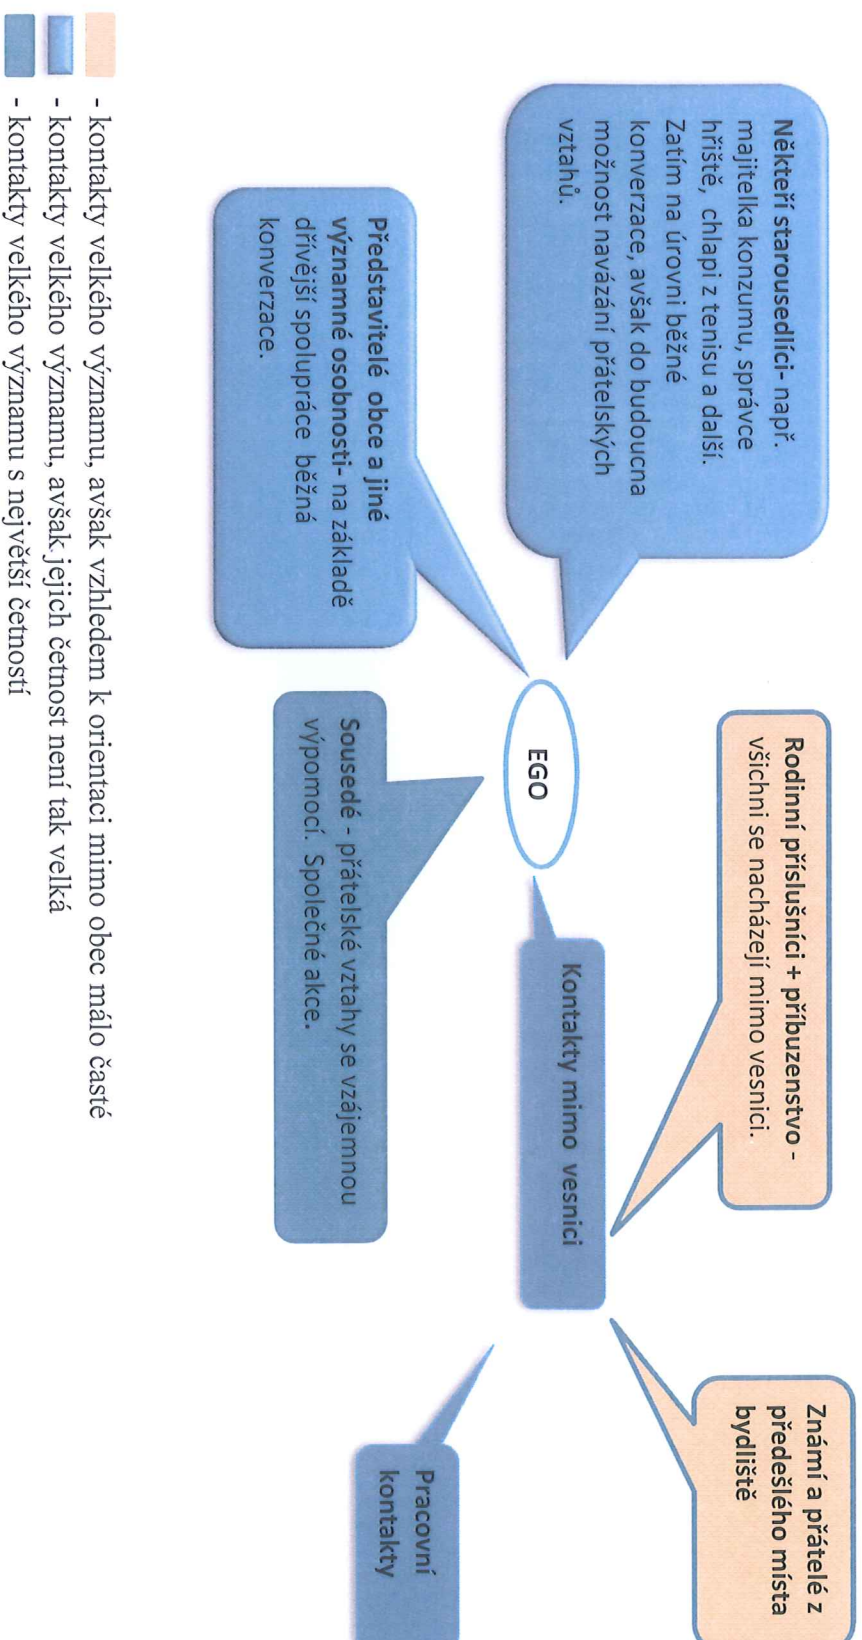 Někteří starousedlíci- např.
majitelka konzumu, správce
hřiště, chlapi z tenisu a další.
Zatím na úrovni běžné
konverzace, avšak do budoucna
možnost navázání přátelských
vztahů.
Rodinní příslušníci + příbuzenstvo -
všichni se nacházejí mimo vesnici.
Známí a přátelé z
předešlého místa
bydliště
EGO
Kontakty mimo vesnici
Představitelé obce a jiné
významné osobnosti- na základě
dřívější spolupráce běžná
konverzace.
Sousedé - přátelské vztahy se vzájemnou
výpomocí. Společné akce.
Pracovní
kontakty
- kontakty velkého významu, avšak vzhledem k orientaci mimo obec málo časté
- kontakty velkého významu, avšak jejich četnost není tak velká
- kontakty velkého významu s největší četností